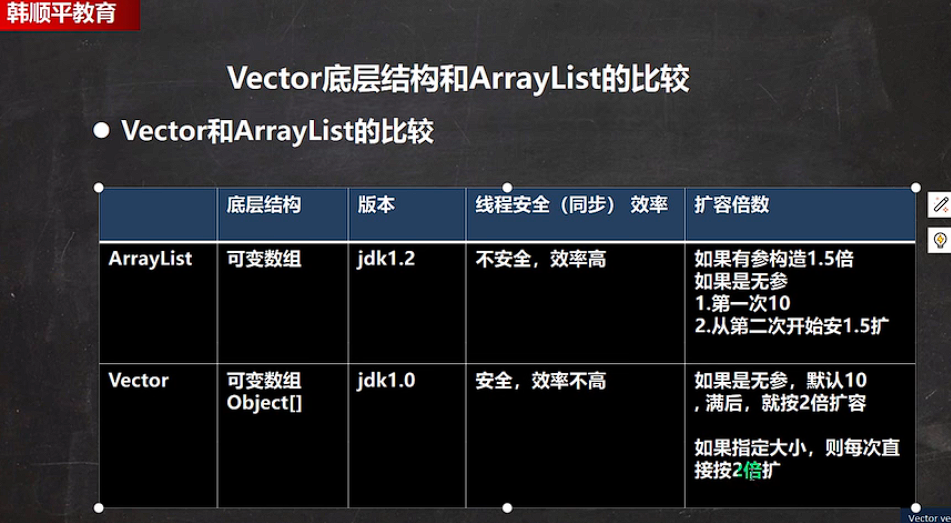 韩顺平教育
Vector底层结构和ArrayList的比较
Vector和ArrayList的比较
底层结构 版本 线程安全（同步） 效率 扩容倍数
ArrayList 可变数组 jdk1.2 不安全，效率高 如果有参构造1.5倍
如果是无参
1.第一次10
2.从第二次开始安1.5扩
Vector 可变数组 jdk1.0 安全，效率不高 如果是无参，默认10
Object[] , 满后，就按2倍扩容
如果指定大小，则每次直
接按2倍扩
Vector ve